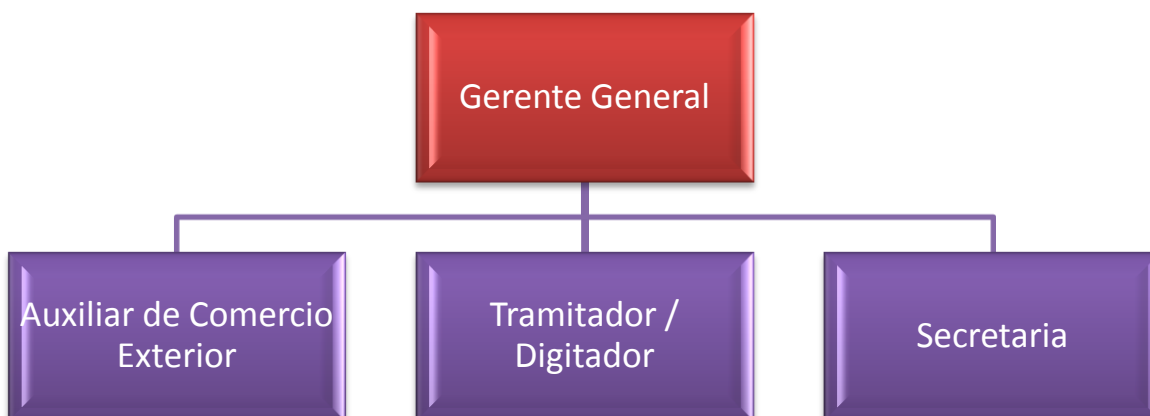 Gerente General
Auxiliar de Comercio
Exterior
Tramitador /
Digitador
Secretaria